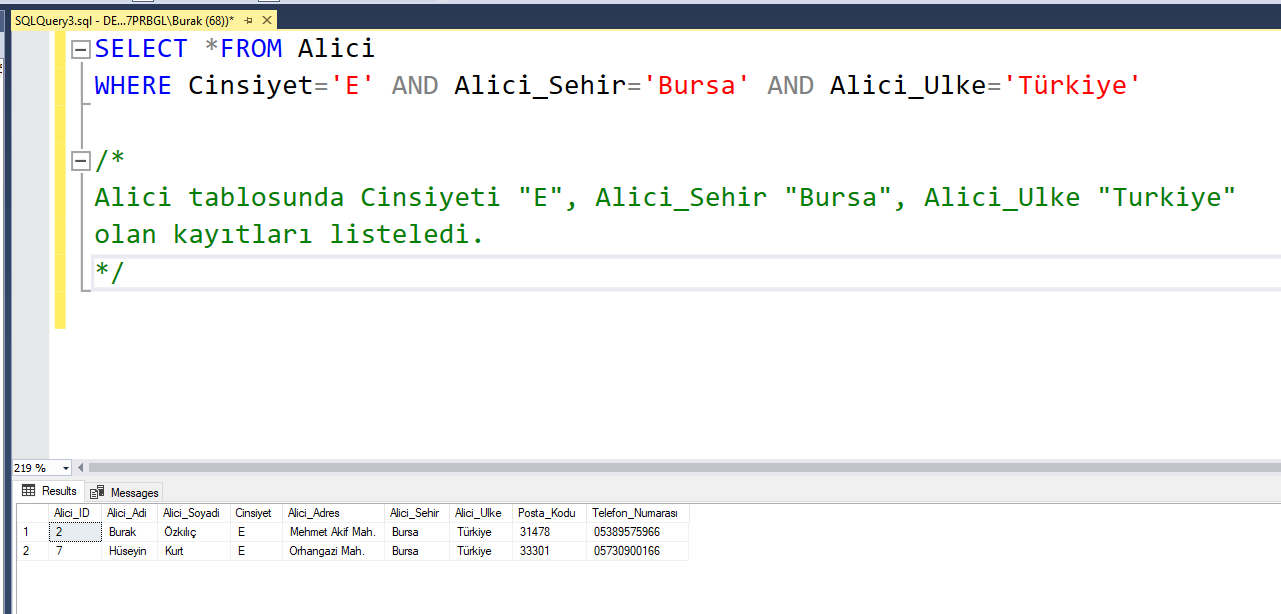 SQLQuery3.sql - DE...7PRBGL\Burak (68))*
SELECT *FROM Alici
WHERE Cinsiyet='E' AND Alici_Sehir='Bursa' AND Alici_Ulke='Türkiye'
/*
Alici tablosunda Cinsiyeti "E", Alici_Sehir "Bursa", Alici_Ulke "Turkiye"
olan kayıtları listeledi.
*/
219 %
Results Messages
Alici_ID Alici_Adi Alici_Soyadi Cinsiyet Alici_Adres Alici_Sehir Alici_Ulke Posta_Kodu Telefon_Numarası
1 2 Burak Özkılıç E Mehmet Akif Mah. Bursa Türkiye 31478 05389575966
2 7 Hüseyin Kurt E Orhangazi Mah. Bursa Türkiye 33301 05730900166